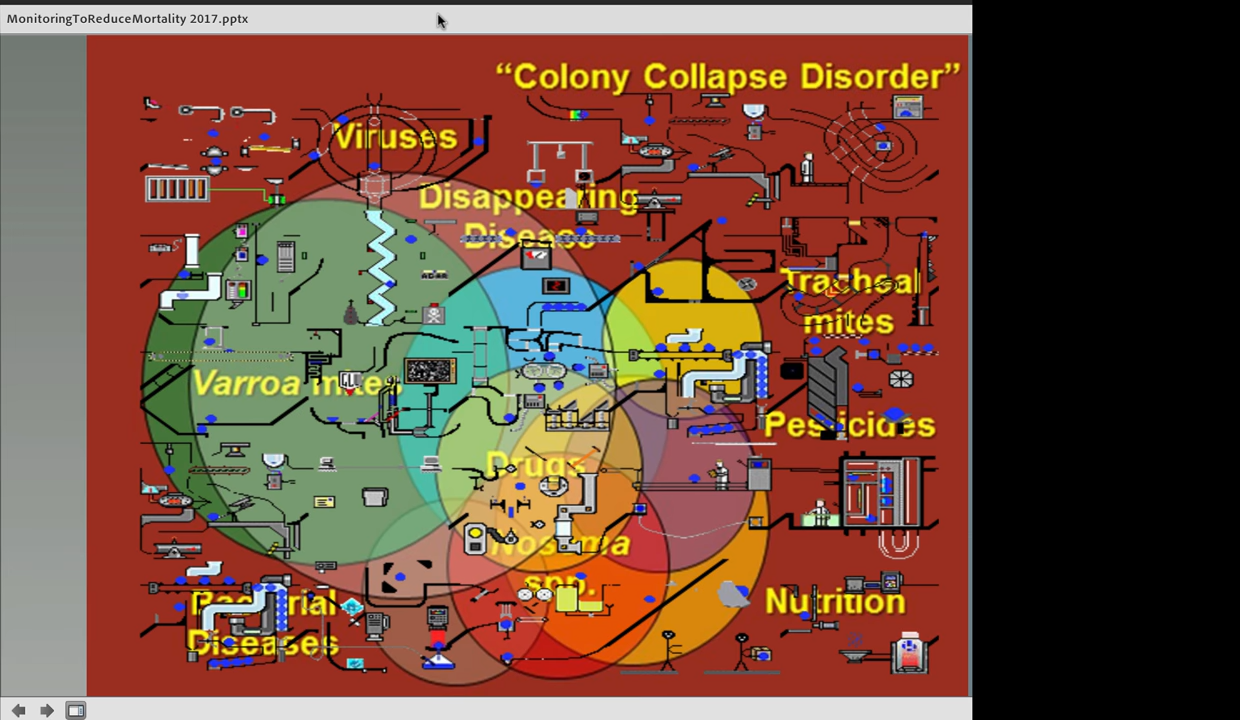 MonitoringToReduceMortality 2017.pptx
“Colony Collapse Disorder”
Viruses
Disappearing
Disease
Tracheal
mites
Varroa mites
Pesticides
Drugs
Nosema
spp.
Bacterial
Diseases
Nutrition